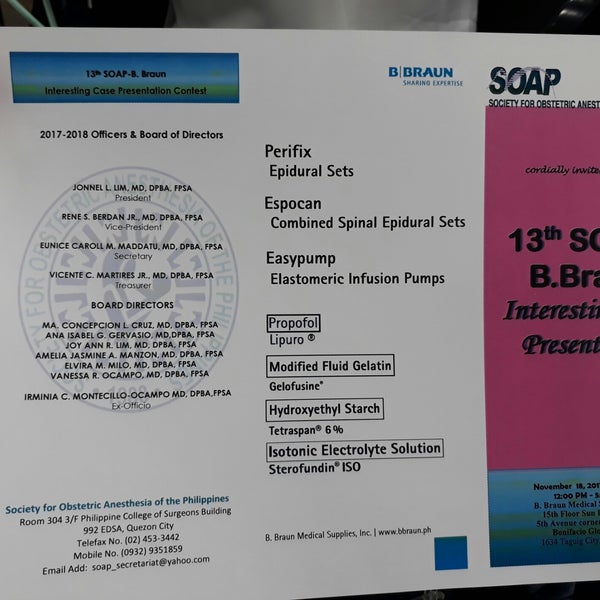 13th SOAP-B. Braun
Interesting Case Presentation Contest
2017-2018 Officers & Board of Directors
JONNEL L. LIM, MD, DPBA, FPSA
President
RENE S. BERDAN JR., MD, DPBA, FPSA
Vice-President
EUNICE CAROLL M. MADDATU, MD, DPBA, FPSA
Secretary
VICENTE C. MARTIRES JR., MD, DPBA, FPSA
Treasurer
BOARD DIRECTORS
MA. CONCEPCION L. CRUZ, MD, DPBA, FPSA
ANA ISABEL G. GERVASIO, MD,DPBA, FPSA
JOY ANN R. LIM, MD, DPBA, FPSA
AMELIA JASMINE A. MANZON, MD, DPBA, FPSA
ELVIRA M. MILO, MD, DPBA, FPSA
VANESSA R. OCAMPO, MD, DPBA, FPSA
IRMINIA C. MONTECILLO-OCAMPO MD, DPBA,FPSA
Ex-Officio
Society for Obstetric Anesthesia of the Philippines
Room 304 3/F Philippine College of Surgeons Building
992 EDSA, Quezon City
Telefax No. (02) 453-3442
Mobile No. (0932) 9351859
Email Add: soap_secretariat@yahoo.com
B|BRAUN
SHARING EXPERTISE
Perifix
Epidural Sets
Espocan
Combined Spinal Epidural Sets
Easypump
Elastomeric Infusion Pumps
Propofol
Lipuro ®
Modified Fluid Gelatin
Gelofusine®
Hydroxyethyl Starch
Tetraspan® 6%
Isotonic Electrolyte Solution
Sterofundin® ISO
B. Braun Medical Supplies, Inc. | www.bbraun.ph
SOAP
SOCIETY FOR OBSTETRIC ANEST
cordially invite
13th SO
B.Bra
Interesting
Present
November 18, 201
12:00 PM - 5
B. Braun Medical S
15th Floor Sun
5th Avenue corner
Bonifacio Glo
1634 Taguig City